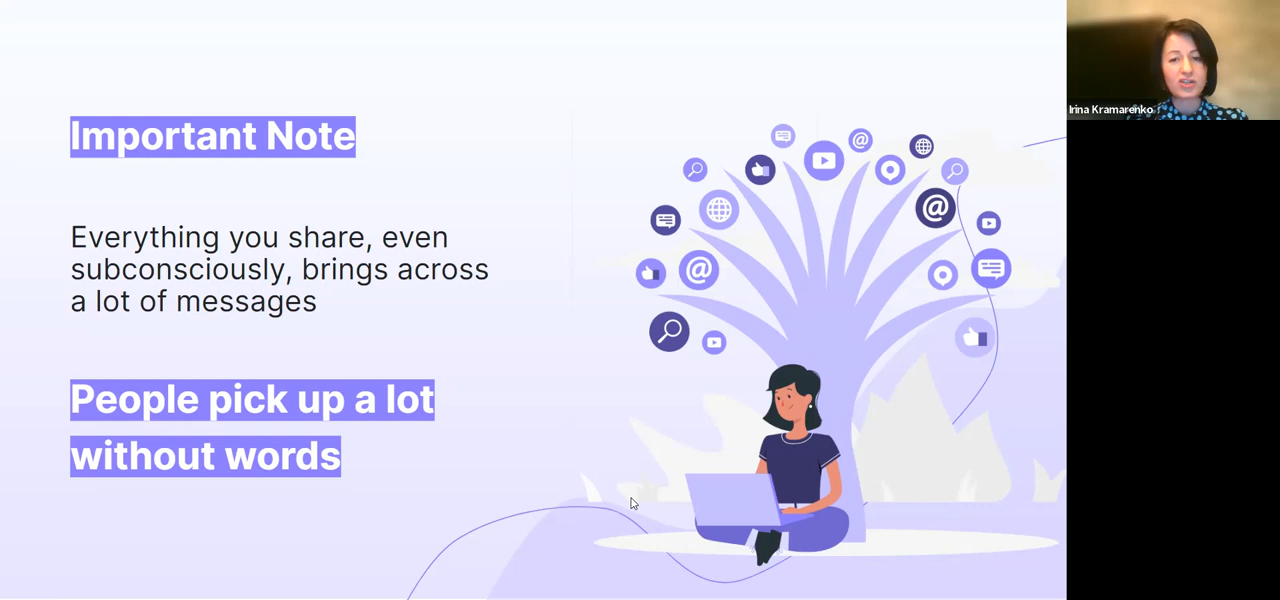 Important Note
Everything you share, even
subconsciously, brings across
a lot of messages
People pick up a lot
without words
Irina Kramarenko